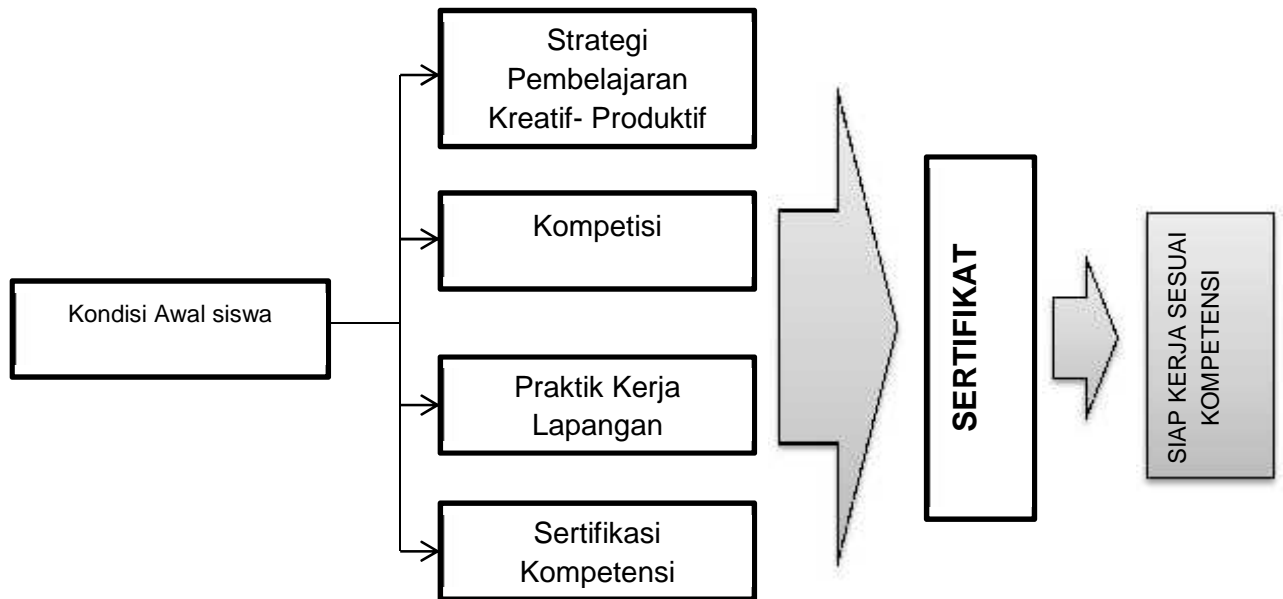 Strategi
Pembelajaran
Kreatif- Produktif
Kompetisi
Kondisi Awal siswa
Praktik Kerja
Lapangan
Sertifikasi
Kompetensi
SERTIFIKAT
SIAP KERJA SESUAI
KOMPETENSI